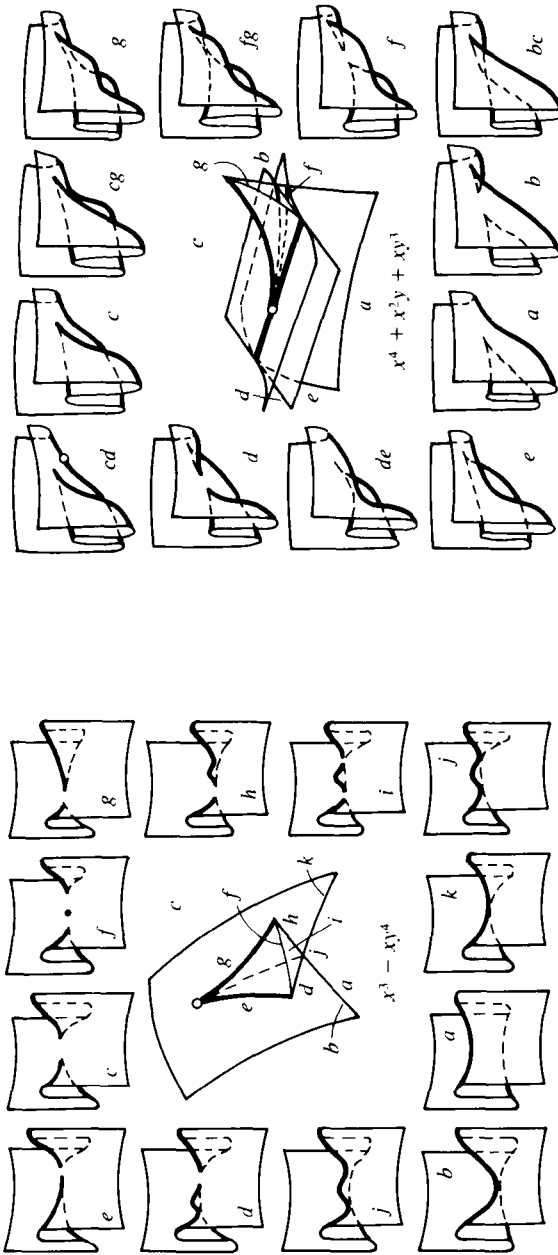 e c f g
d h
j i
b a k j
c
k
f
g
h
e
i
j
d
a
b
x³ − xy⁴
cd c cg g
d fg
de f
e a b bc
c
g
b
f
d
e
a
x⁴ + x²y + xy³